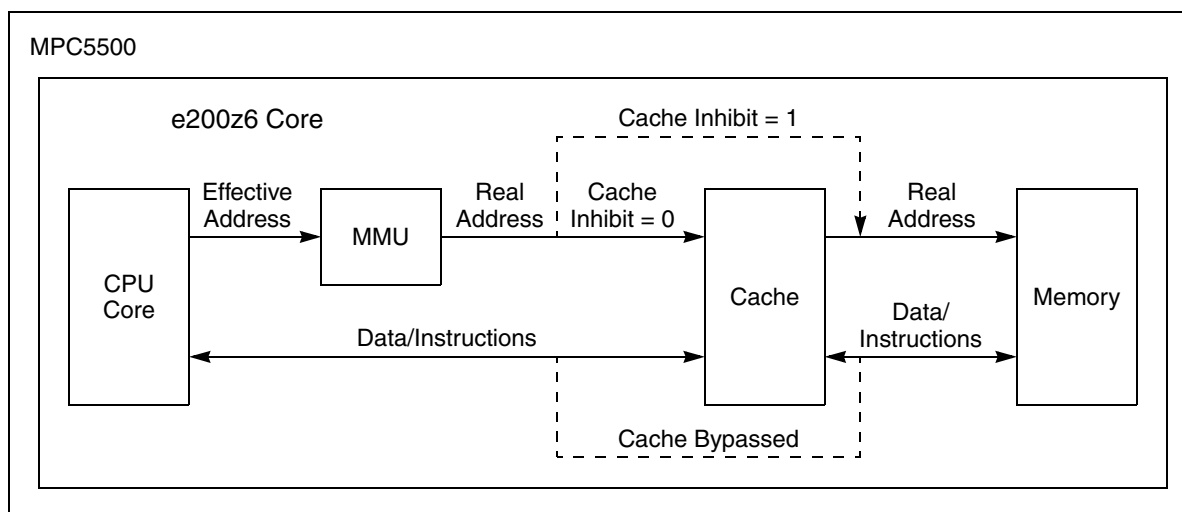 MPC5500
e200z6 Core
Cache Inhibit = 1
Effective
Address
Real
Address
Cache
Inhibit = 0
Real
Address
MMU
CPU
Core
Cache
Memory
Data/Instructions
Data/
Instructions
Cache Bypassed